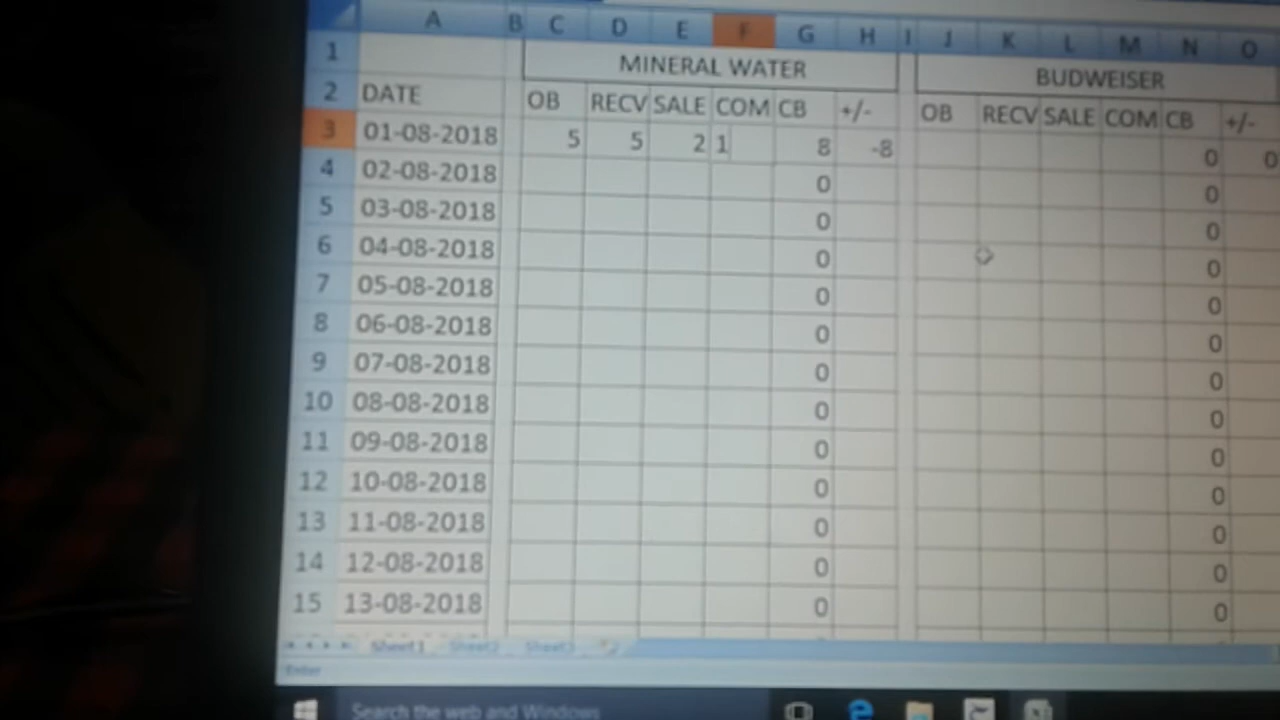 A B C D E F G H I J K L M N O
1 MINERAL WATER BUDWEISER
2 DATE OB RECV SALE COM CB +/- OB RECV SALE COM CB +/-
3 01-08-2018 5 5 2 1 8 -8 0 0
4 02-08-2018 0 0
5 03-08-2018 0 0
6 04-08-2018 0 0
7 05-08-2018 0 0
8 06-08-2018 0 0
9 07-08-2018 0 0
10 08-08-2018 0 0
11 09-08-2018 0 0
12 10-08-2018 0 0
13 11-08-2018 0 0
14 12-08-2018 0 0
15 13-08-2018 0 0
Sheet1 Sheet2 Sheet3
Enter
Search the web and Windows